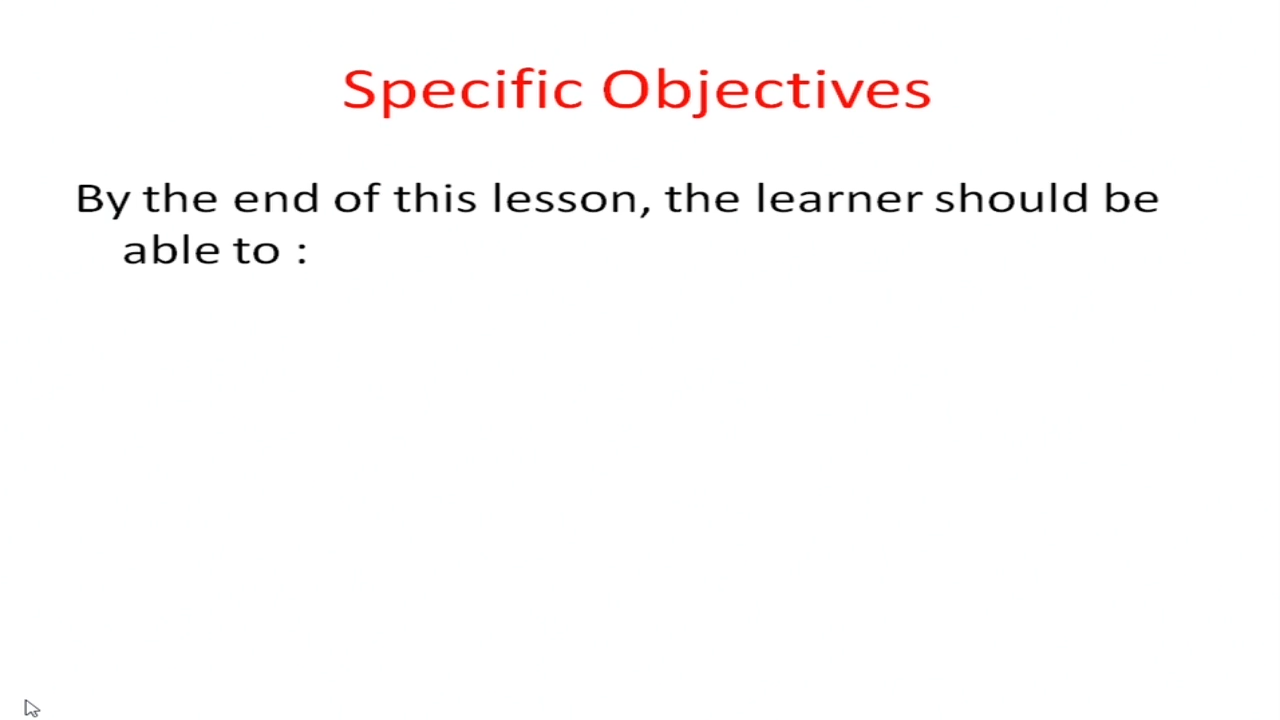 Specific Objectives
By the end of this lesson, the learner should be
able to :